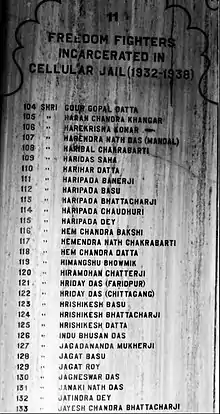 11
FREEDOM FIGHTERS
INCARCERATED IN
CELLULAR JAIL (1932-1938)
104 SHRI GOUR GOPAL DATTA
105 " HARAN CHANDRA KHANGAR
106 " HAREKRISHNA KONAR
107 " HARENDRA NATH DAS (MANDAL)
108 " HARIBAL CHAKRABARTI
109 " HARIDAS SAHA
110 " HARIHAR DATTA
111 " HARIPADA BANERJI
112 " HARIPADA BASU
113 " HARIPADA BHATTACHARJI
114 " HARIPADA CHAUDHURI
115 " HARIPADA DEY
116 " HEM CHANDRA BAKSHI
117 " HEMENDRA NATH CHAKRABARTI
118 " HEM CHANDRA DATTA
119 " HIMANGSHU BHOWMIK
120 " HIRAMOHAN CHATTERJI
121 " HRIDAY DAS (FARIDPUR)
122 " HRIDAY DAS (CHITTAGANG)
123 " HRISHIKESH BASU
124 " HRISHIKESH BHATTACHARJI
125 " HRISHIKESH DATTA
126 " INDU BHUSAN DAS
127 " JAGADANANDA MUKHERJI
128 " JAGAT BASU
129 " JAGAT ROY
130 " JAGNESWAR DAS
131 " JANAKI NATH DAS
132 " JATINDRA DEY
133 " JAYESH CHANDRA BHATTACHARJI